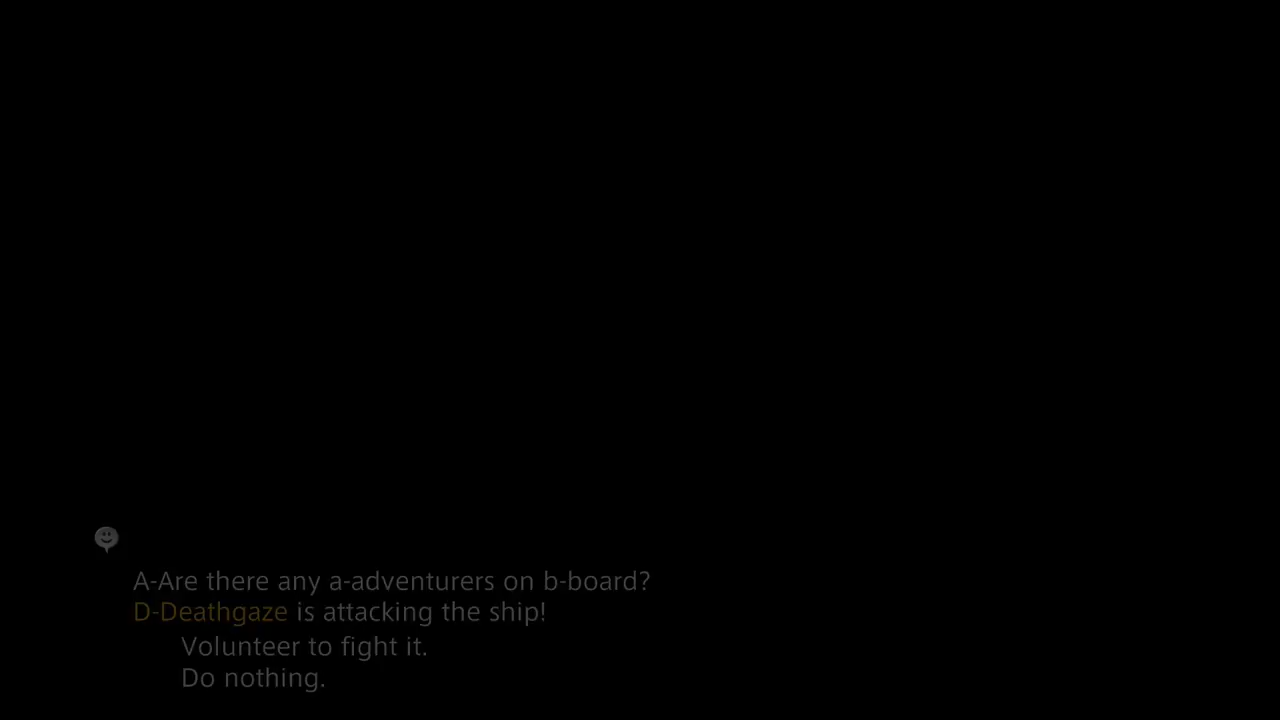 A-Are there any a-adventurers on b-board?
D-Deathgaze is attacking the ship!
Volunteer to fight it.
Do nothing.